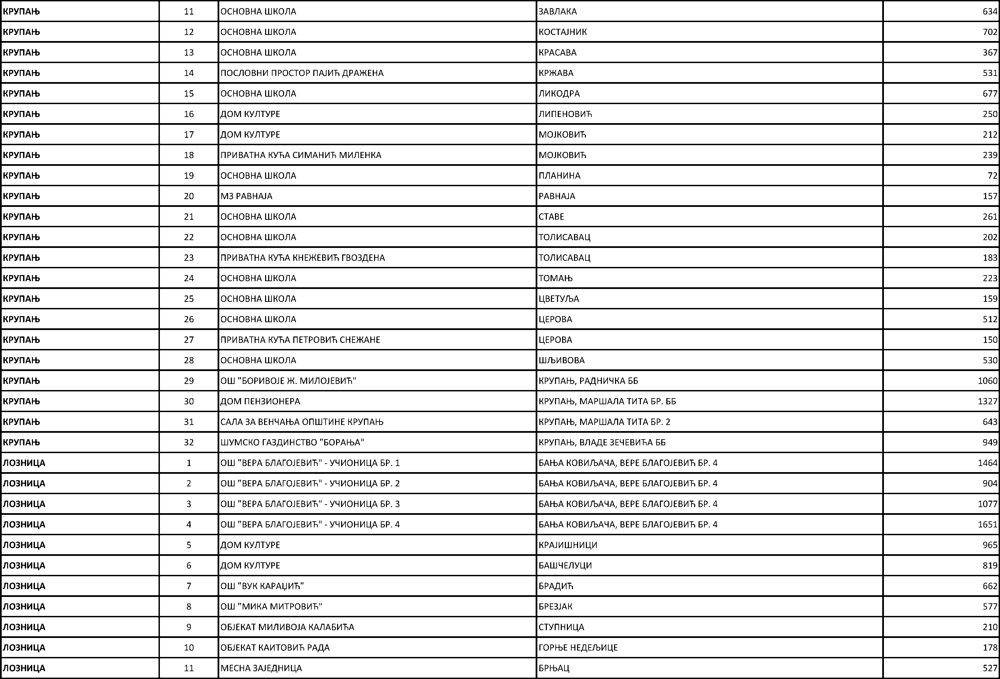 КРУПАЊ 11 ОСНОВНА ШКОЛА ЗАВЛАКА 634
КРУПАЊ 12 ОСНОВНА ШКОЛА КОСТАЈНИК 702
КРУПАЊ 13 ОСНОВНА ШКОЛА КРАСАВА 367
КРУПАЊ 14 ПОСЛОВНИ ПРОСТОР ПАЈИЋ ДРАЖЕНА КРЖАВА 531
КРУПАЊ 15 ОСНОВНА ШКОЛА ЛИКОДРА 677
КРУПАЊ 16 ДОМ КУЛТУРЕ ЛИПЕНОВИЋ 250
КРУПАЊ 17 ДОМ КУЛТУРЕ МОЈКОВИЋ 212
КРУПАЊ 18 ПРИВАТНА КУЋА СИМАНИЋ МИЛЕНКА МОЈКОВИЋ 239
КРУПАЊ 19 ОСНОВНА ШКОЛА ПЛАНИНА 72
КРУПАЊ 20 МЗ РАВНАЈА РАВНАЈА 157
КРУПАЊ 21 ОСНОВНА ШКОЛА СТАВЕ 261
КРУПАЊ 22 ОСНОВНА ШКОЛА ТОЛИСАВАЦ 202
КРУПАЊ 23 ПРИВАТНА КУЋА КНЕЖЕВИЋ ГВОЗДЕНА ТОЛИСАВАЦ 183
КРУПАЊ 24 ОСНОВНА ШКОЛА ТОМАЊ 223
КРУПАЊ 25 ОСНОВНА ШКОЛА ЦВЕТУЉА 159
КРУПАЊ 26 ОСНОВНА ШКОЛА ЦЕРОВА 512
КРУПАЊ 27 ПРИВАТНА КУЋА ПЕТРОВИЋ СНЕЖАНЕ ЦЕРОВА 150
КРУПАЊ 28 ОСНОВНА ШКОЛА ШЉИВОВА 530
КРУПАЊ 29 ОШ "БОРИВОЈЕ Ж. МИЛОЈЕВИЋ" КРУПАЊ, РАДНИЧКА ББ 1060
КРУПАЊ 30 ДОМ ПЕНЗИОНЕРА КРУПАЊ, МАРШАЛА ТИТА БР. ББ 1327
КРУПАЊ 31 САЛА ЗА ВЕНЧАЊА ОПШТИНЕ КРУПАЊ КРУПАЊ, МАРШАЛА ТИТА БР. 2 643
КРУПАЊ 32 ШУМСКО ГАЗДИНСТВО "БОРАЊА" КРУПАЊ, ВЛАДЕ ЗЕЧЕВИЋА ББ 949
ЛОЗНИЦА 1 ОШ "ВЕРА БЛАГОЈЕВИЋ" - УЧИОНИЦА БР. 1 БАЊА КОВИЉАЧА, ВЕРЕ БЛАГОЈЕВИЋ БР. 4 1464
ЛОЗНИЦА 2 ОШ "ВЕРА БЛАГОЈЕВИЋ" - УЧИОНИЦА БР. 2 БАЊА КОВИЉАЧА, ВЕРЕ БЛАГОЈЕВИЋ БР. 4 904
ЛОЗНИЦА 3 ОШ "ВЕРА БЛАГОЈЕВИЋ" - УЧИОНИЦА БР. 3 БАЊА КОВИЉАЧА, ВЕРЕ БЛАГОЈЕВИЋ БР. 4 1077
ЛОЗНИЦА 4 ОШ "ВЕРА БЛАГОЈЕВИЋ" - УЧИОНИЦА БР. 4 БАЊА КОВИЉАЧА, ВЕРЕ БЛАГОЈЕВИЋ БР. 4 1651
ЛОЗНИЦА 5 ДОМ КУЛТУРЕ КРАЈИШНИЦИ 965
ЛОЗНИЦА 6 ДОМ КУЛТУРЕ БАШЧЕЛУЦИ 819
ЛОЗНИЦА 7 ОШ "ВУК КАРАЏИЋ" БРАДИЋ 662
ЛОЗНИЦА 8 ОШ "МИКА МИТРОВИЋ" БРЕЗЈАК 577
ЛОЗНИЦА 9 ОБЈЕКАТ МИЛИВОЈА КАЛАБИЋА СТУПНИЦА 210
ЛОЗНИЦА 10 ОБЈЕКАТ КАИТОВИЋ РАДА ГОРЊЕ НЕДЕЉИЦЕ 178
ЛОЗНИЦА 11 МЕСНА ЗАЈЕДНИЦА БРЊАЦ 527